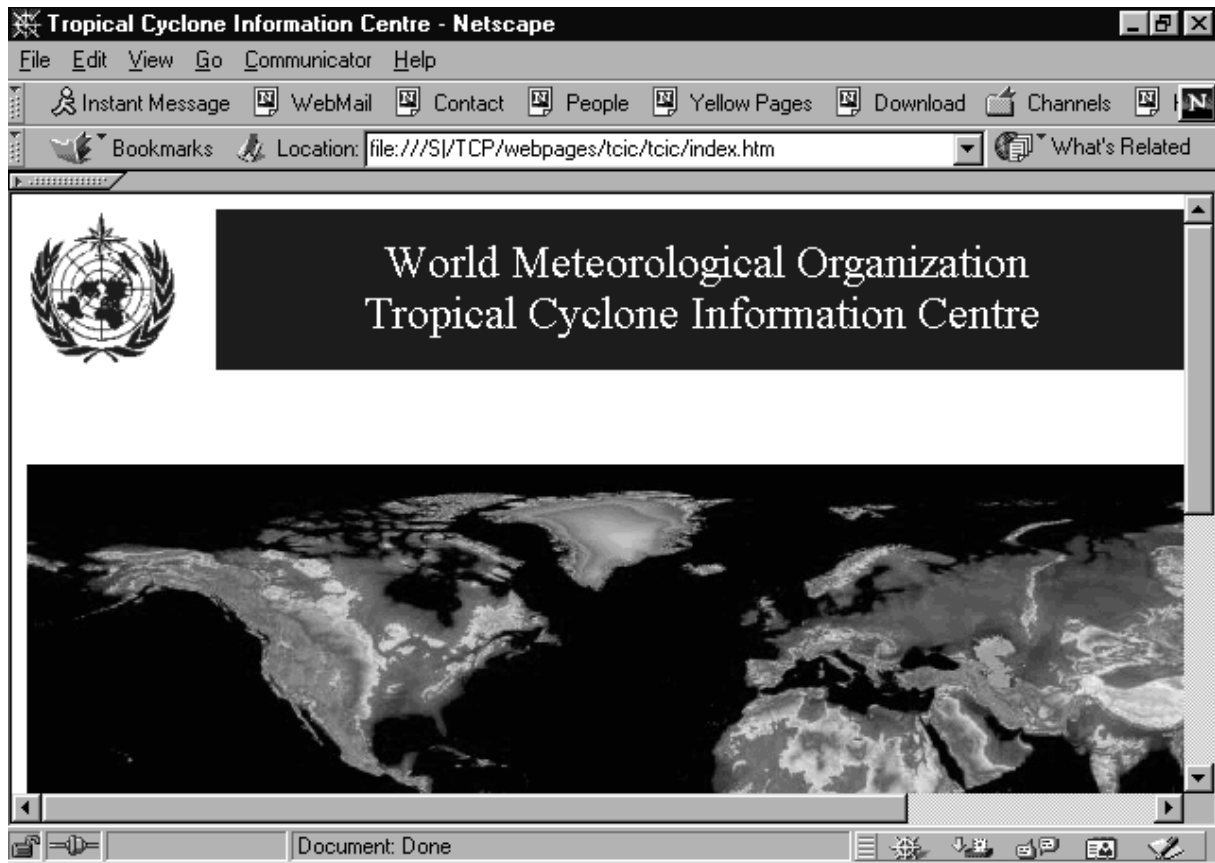 Tropical Cyclone Information Centre - Netscape
File Edit View Go Communicator Help
Instant Message WebMail Contact People Yellow Pages Download Channels
Bookmarks Location: file:///S|/TCP/webpages/tcic/tcic/index.htm What's Related
World Meteorological Organization
Tropical Cyclone Information Centre
Document: Done